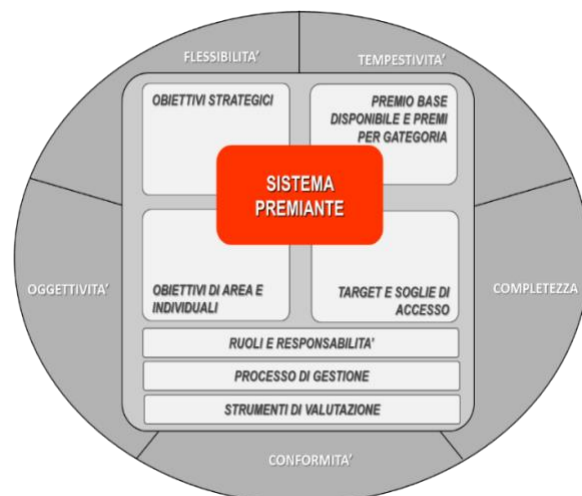 FLESSIBILITA'
TEMPESTIVITA'
OBIETTIVI STRATEGICI
PREMIO BASE
DISPONIBILE E PREMI
PER GATEGORIA
SISTEMA
PREMIANTE
OGGETTIVITA'
COMPLETEZZA
OBIETTIVI DI AREA E
INDIVIDUALI
TARGET E SOGLIE DI
ACCESSO
RUOLI E RESPONSABILITA'
PROCESSO DI GESTIONE
STRUMENTI DI VALUTAZIONE
CONFORMITA'